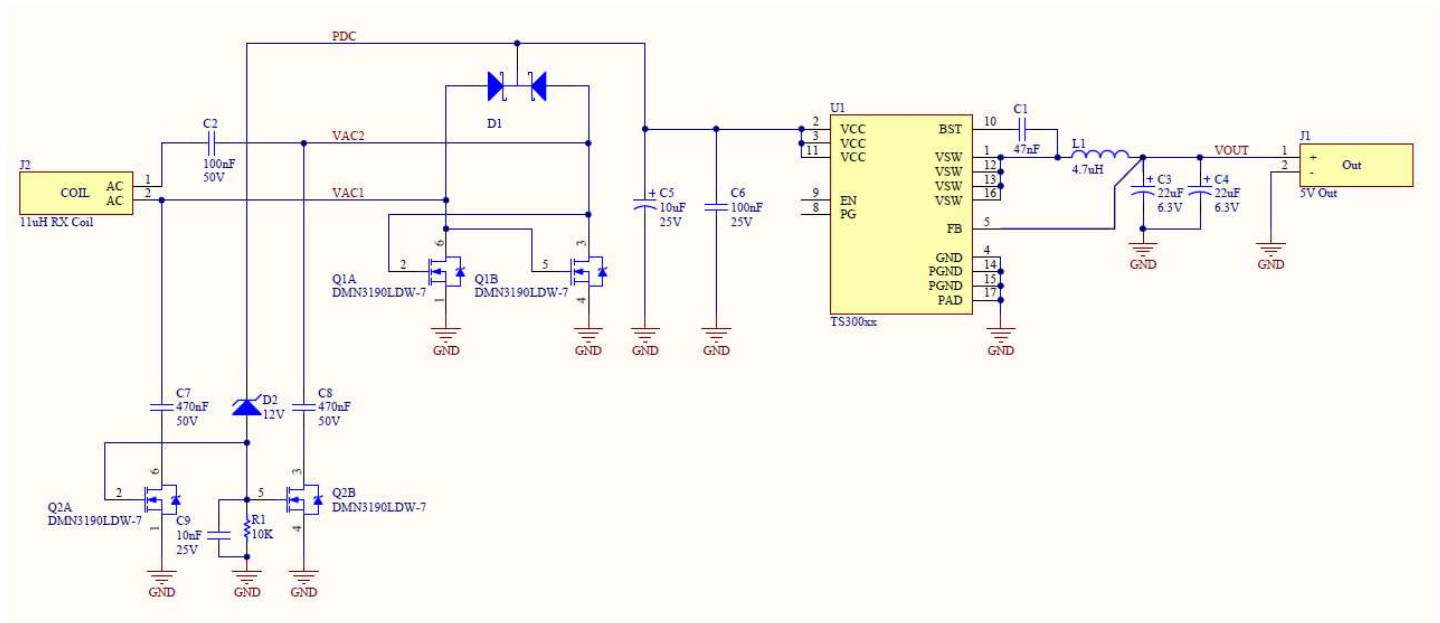 PDC
D1
C2
100nF
50V
VAC2
J2
COIL
AC
AC
1
2
11uH RX Coil
VAC1
6
2
1
Q1A
DMN3190LDW-7
3
5
4
Q1B
DMN3190LDW-7
GND
GND
+
C5
10uF
25V
GND
C6
100nF
25V
GND
U1
2
3
11
VCC
VCC
VCC
9
8
EN
PG
BST
10
VSW
1
VSW
12
VSW
13
VSW
16
FB
5
GND
4
PGND
14
PGND
15
PAD
17
TS300xx
GND
C1
47nF
L1
4.7uH
VOUT
+
C3
22uF
6.3V
+
C4
22uF
6.3V
GND
J1
1
2
+
-
Out
5V Out
GND
C7
470nF
50V
D2
12V
C8
470nF
50V
6
2
1
Q2A
DMN3190LDW-7
C9
10nF
25V
R1
10K
3
5
4
Q2B
DMN3190LDW-7
GND
GND
GND